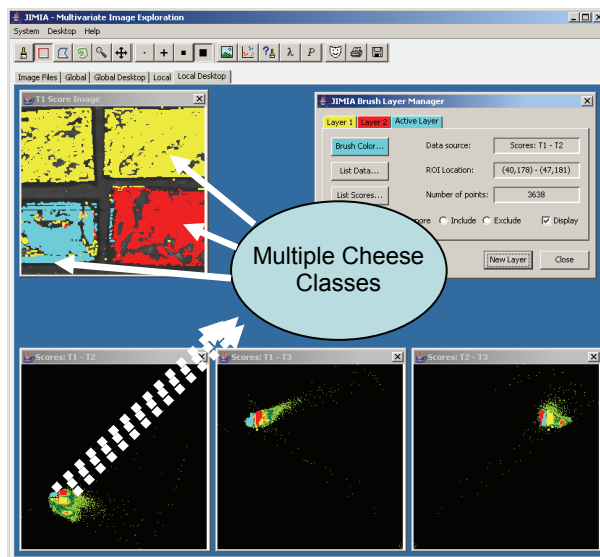 JIMIA - Multivariate Image Exploration
System Desktop Help
λ P
Image Files Global Global Desktop Local Local Desktop
T1 Score Image
JIMIA Brush Layer Manager
Layer 1 Layer 2 Active Layer
Brush Color... Data source: Scores: T1 - T2
List Data... ROI Location: (40,178) - (47,181)
List Scores... Number of points: 3638
Include Exclude Display
New Layer Close
Multiple Cheese
Classes
Scores: T1 - T2
Scores: T1 - T3
Scores: T2 - T3